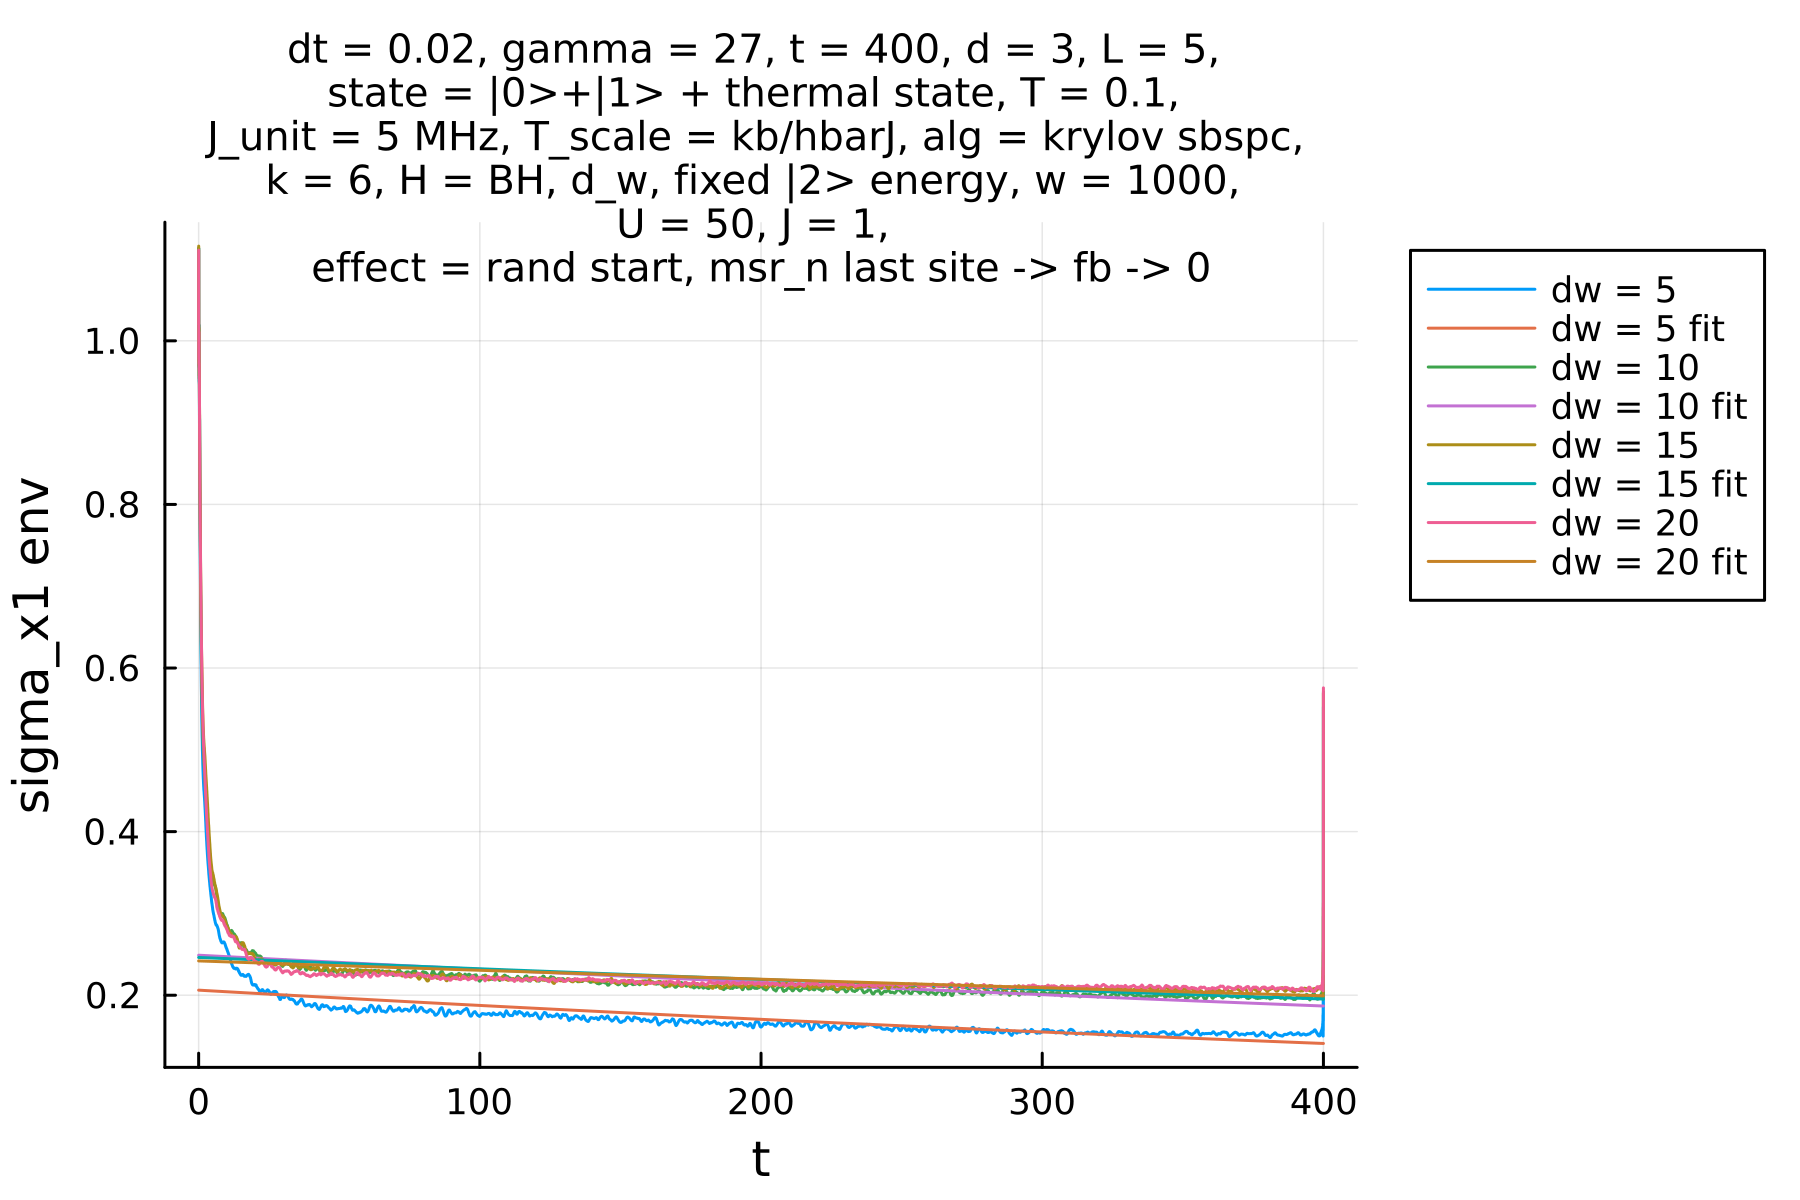 dt = 0.02, gamma = 27, t = 400, d = 3, L = 5,
state = |0>+|1> + thermal state, T = 0.1,
J_unit = 5 MHz, T_scale = kb/hbarJ, alg = krylov sbspc,
k = 6, H = BH, d_w, fixed |2> energy, w = 1000,
U = 50, J = 1,
effect = rand start, msr_n last site -> fb -> 0
sigma_x1 env
1.0
0.8
0.6
0.4
0.2
0
100
200
300
400
t
dw = 5
dw = 5 fit
dw = 10
dw = 10 fit
dw = 15
dw = 15 fit
dw = 20
dw = 20 fit